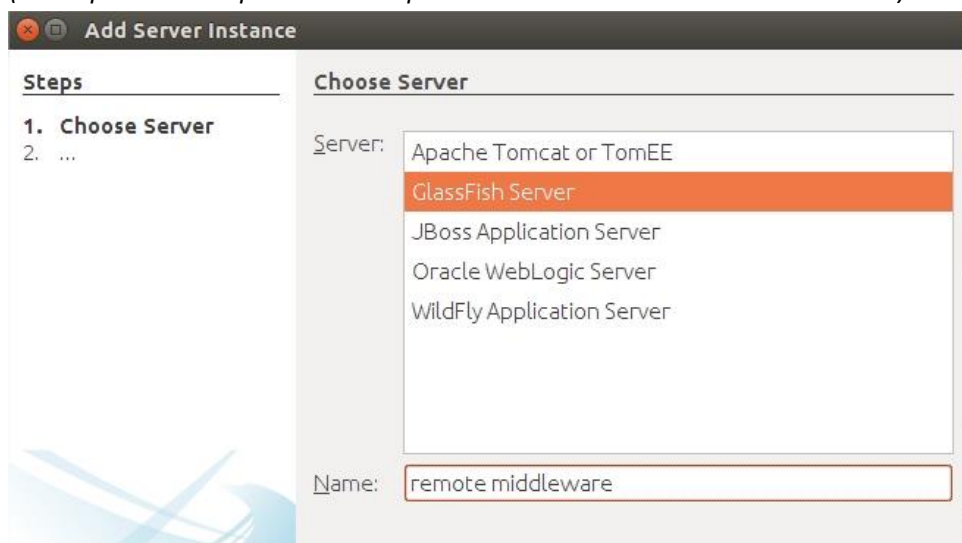 Add Server Instance
Steps
1. Choose Server
2. ...
Choose Server
Server:
Apache Tomcat or TomEE
GlassFish Server
JBoss Application Server
Oracle WebLogic Server
WildFly Application Server
Name: remote middleware